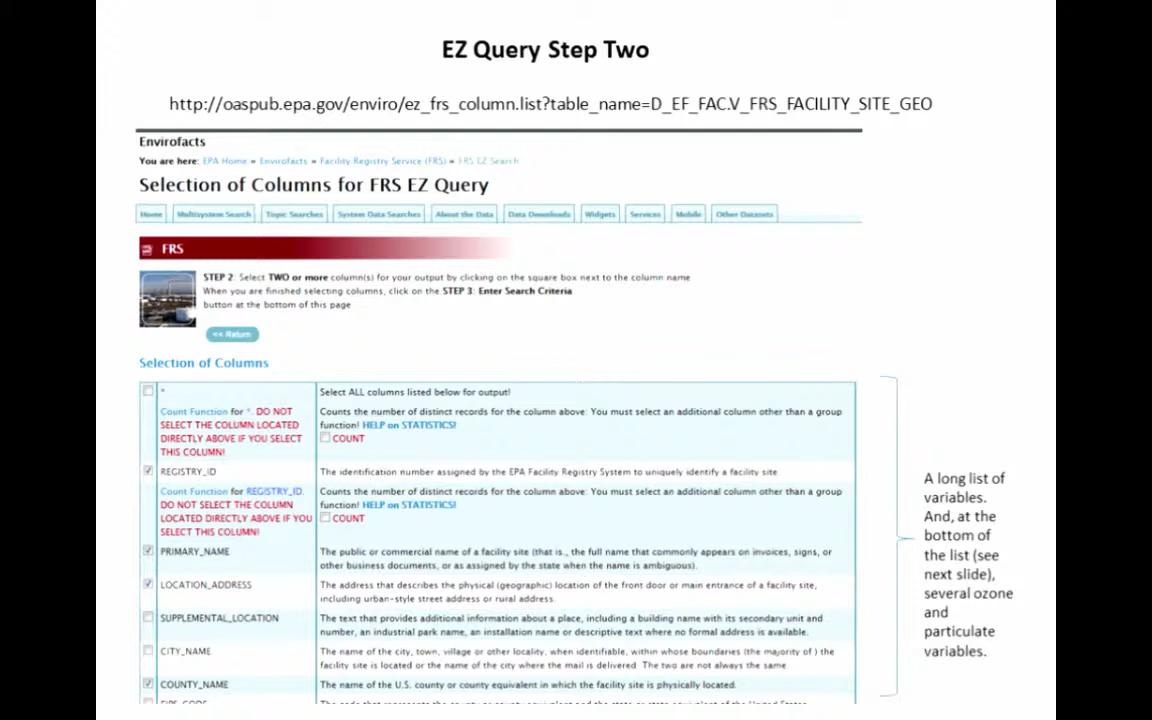 EZ Query Step Two
http://oaspub.epa.gov/enviro/ez_frs_column.list?table_name=D_EF_FAC.V_FRS_FACILITY_SITE_GEO
Envirofacts
You are here: EPA Home » Envirofacts » Facility Registry Service (FRS) » FRS EZ Search
Selection of Columns for FRS EZ Query
Home Multisystem Search Topic Searches System Data Searches About the Data Data Downloads Widgets Services Mobile Other Datasets
FRS
STEP 2: Select TWO or more column(s) for your output by clicking on the square box next to the column name
When you are finished selecting columns, click on the STEP 3: Enter Search Criteria
button at the bottom of this page
<< Return
Selection of Columns
* Select ALL columns listed below for output!
Count Function for *. DO NOT
SELECT THE COLUMN LOCATED
DIRECTLY ABOVE IF YOU SELECT
THIS COLUMN!
Counts the number of distinct records for the column above: You must select an additional column other than a group
function! HELP on STATISTICS!
COUNT
REGISTRY_ID The identification number assigned by the EPA Facility Registry System to uniquely identify a facility site.
Count Function for REGISTRY_ID.
DO NOT SELECT THE COLUMN
LOCATED DIRECTLY ABOVE IF YOU
SELECT THIS COLUMN!
Counts the number of distinct records for the column above: You must select an additional column other than a group
function! HELP on STATISTICS!
COUNT
PRIMARY_NAME The public or commercial name of a facility site (that is., the full name that commonly appears on invoices, signs, or
other business documents, or as assigned by the state when the name is ambiguous).
LOCATION_ADDRESS The address that describes the physical (geographic) location of the front door or main entrance of a facility site,
including urban-style street address or rural address.
SUPPLEMENTAL_LOCATION The text that provides additional information about a place, including a building name with its secondary unit and
number, an industrial park name, an installation name or descriptive text where no formal address is available.
CITY_NAME The name of the city, town, village or other locality, when identifiable, within whose boundaries (the majority of ) the
facility site is located or the name of the city where the mail is delivered. The two are not always the same.
COUNTY_NAME The name of the U.S. county or county equivalent in which the facility site is physically located.
A long list of
variables.
And, at the
bottom of
the list (see
next slide),
several ozone
and
particulate
variables.